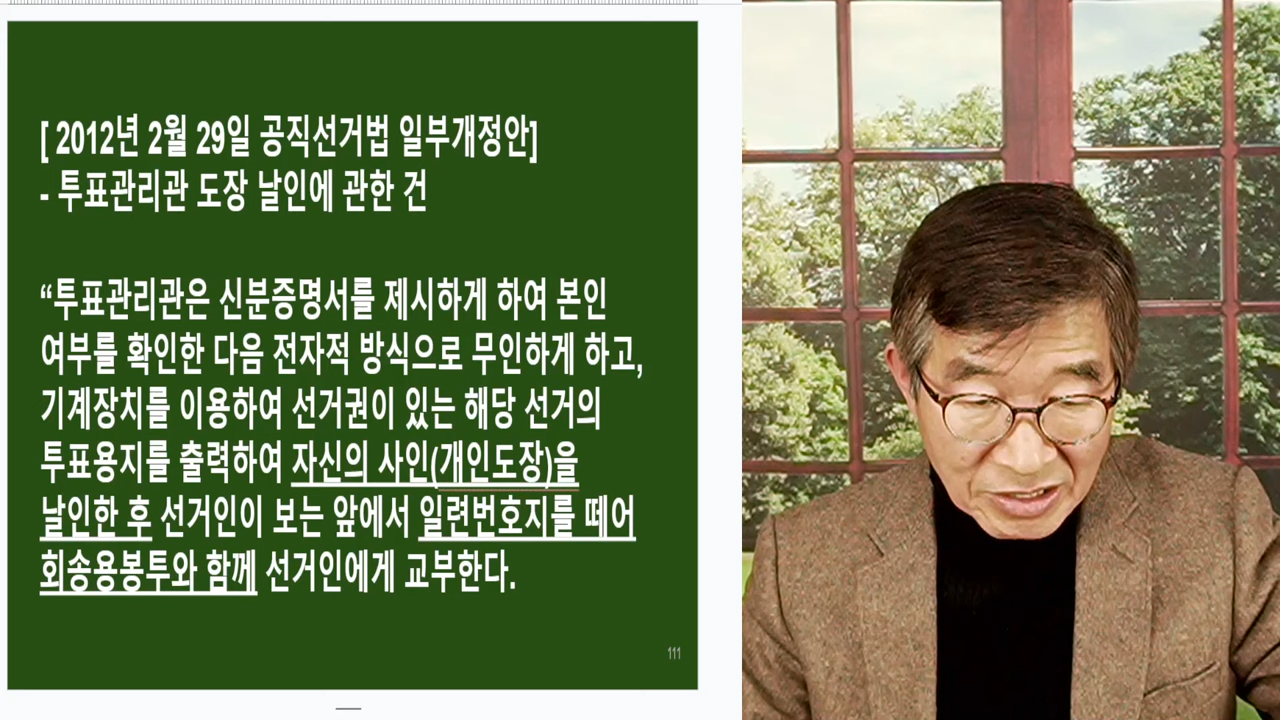 [ 2012년 2월 29일 공직선거법 일부개정안]
- 투표관리관 도장 날인에 관한 건
“투표관리관은 신분증명서를 제시하게 하여 본인
여부를 확인한 다음 전자적 방식으로 무인하게 하고,
기계장치를 이용하여 선거권이 있는 해당 선거의
투표용지를 출력하여 자신의 사인(개인도장)을
날인한 후 선거인이 보는 앞에서 일련번호지를 떼어
회송용봉투와 함께 선거인에게 교부한다.
111